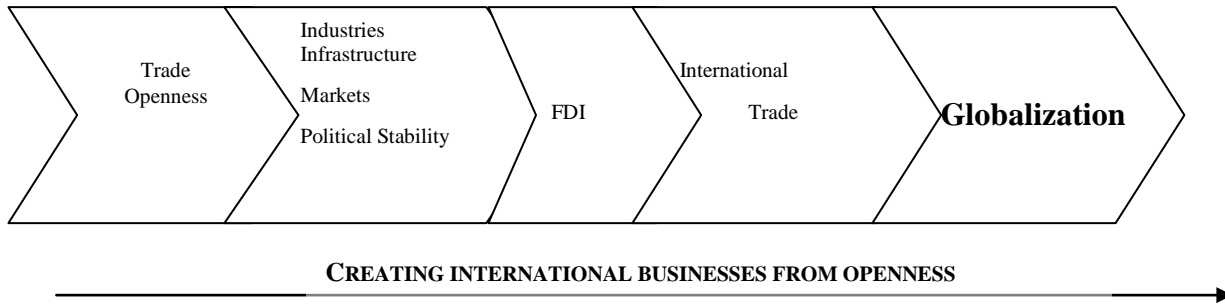 Trade
Openness
Industries
Infrastructure
Markets
Political Stability
FDI
International
Trade
Globalization
CREATING INTERNATIONAL BUSINESSES FROM OPENNESS